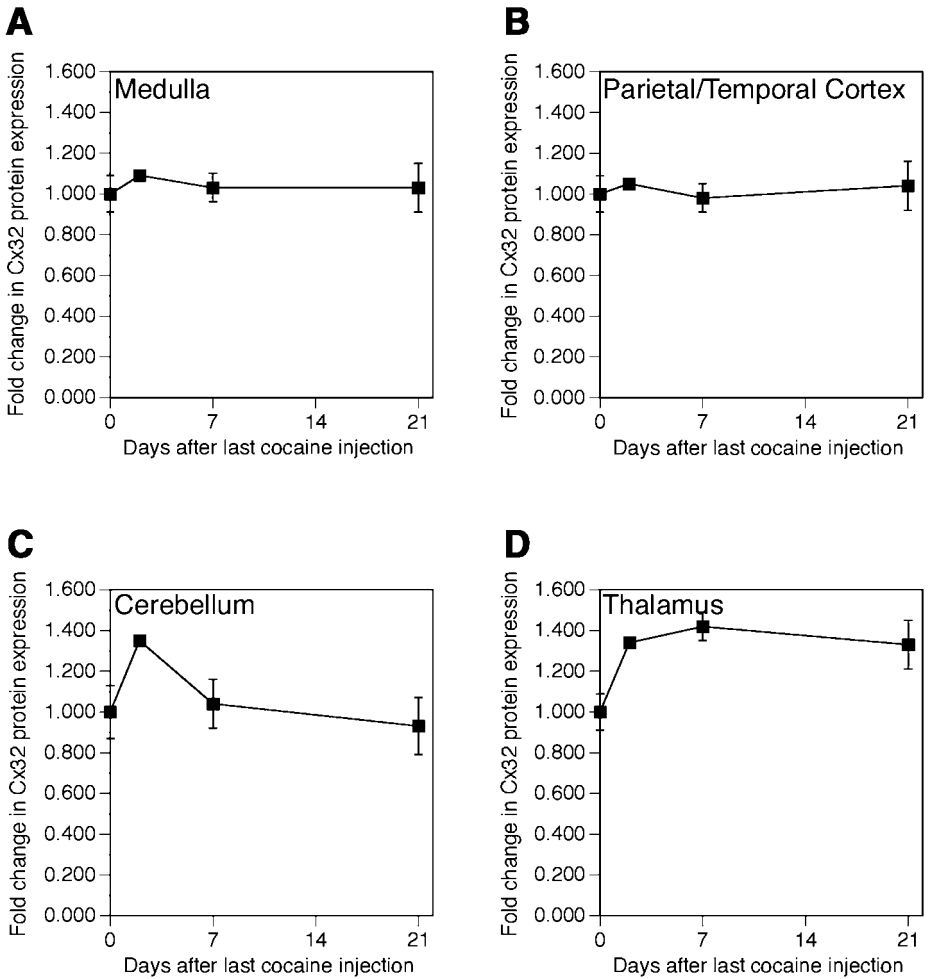 A
Fold change in Cx32 protein expression
1.600
1.400
1.200
1.000
0.800
0.600
0.400
0.200
0.000
Medulla
0 7 14 21
Days after last cocaine injection
B
Fold change in Cx32 protein expression
1.600
1.400
1.200
1.000
0.800
0.600
0.400
0.200
0.000
Parietal/Temporal Cortex
0 7 14 21
Days after last cocaine injection
C
Fold change in Cx32 protein expression
1.600
1.400
1.200
1.000
0.800
0.600
0.400
0.200
0.000
Cerebellum
0 7 14 21
Days after last cocaine injection
D
Fold change in Cx32 protein expression
1.600
1.400
1.200
1.000
0.800
0.600
0.400
0.200
0.000
Thalamus
0 7 14 21
Days after last cocaine injection